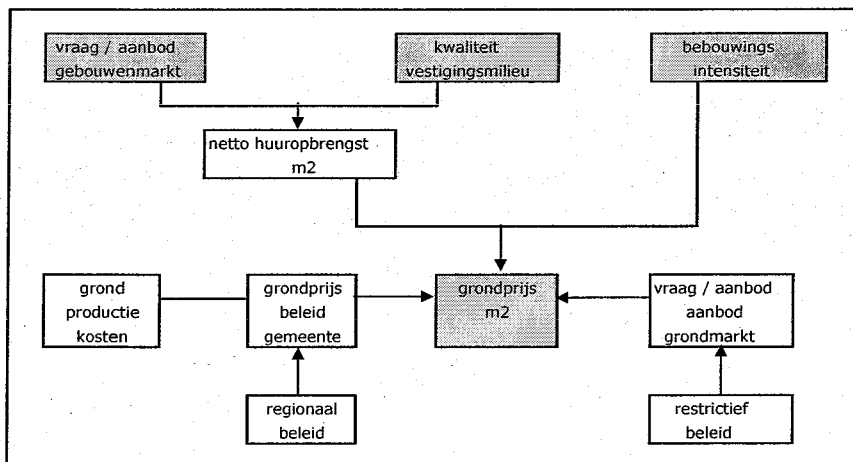 vraag / aanbod
gebouwenmarkt
kwaliteit
vestigingsmilieu
bebouwings
intensiteit
netto huuropbrengst
m2
grond
productie
kosten
grondprijs
beleid
gemeente
grondprijs
m2
vraag / aanbod
aanbod
grondmarkt
regionaal
beleid
restrictief
beleid